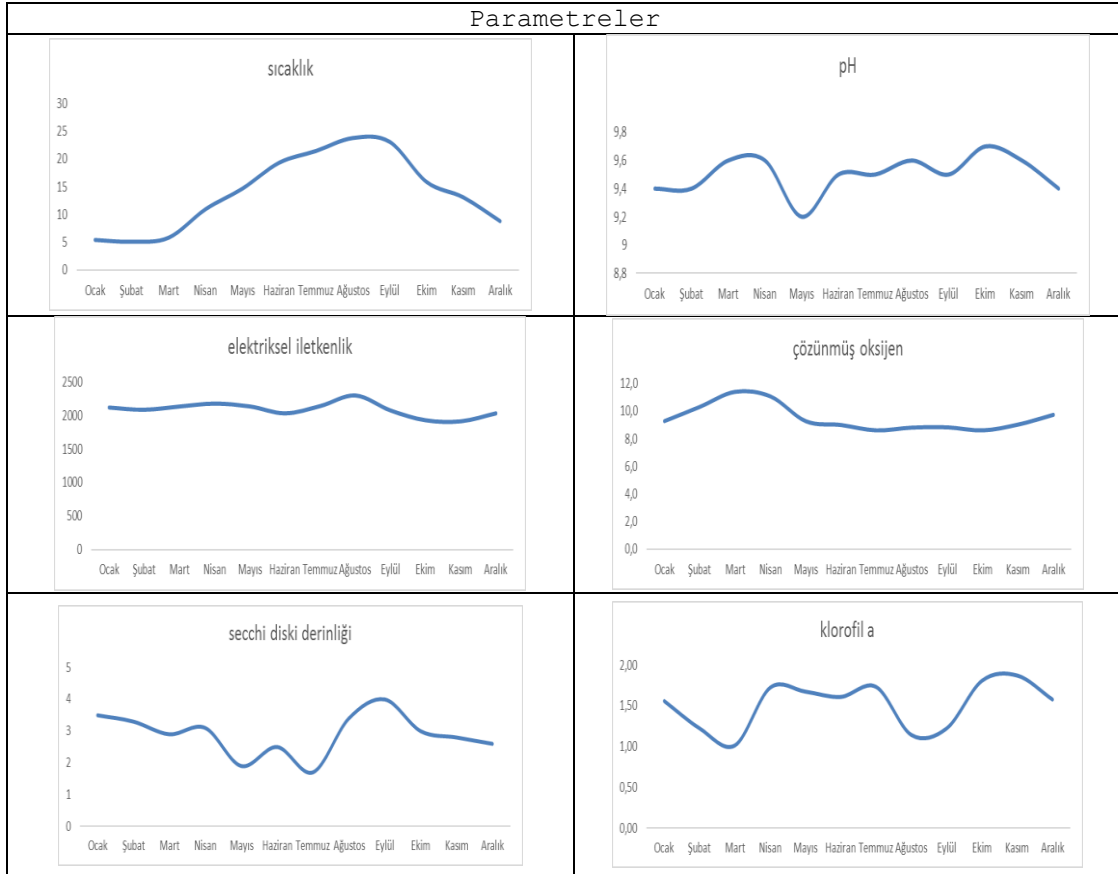 Parametreler
sıcaklık
30
25
20
15
10
5
0
Ocak Şubat Mart Nisan Mayıs Haziran Temmuz Ağustos Eylül Ekim Kasım Aralık
pH
9,8
9,6
9,4
9,2
9
8,8
Ocak Şubat Mart Nisan Mayıs Haziran Temmuz Ağustos Eylül Ekim Kasım Aralık
elektriksel iletkenlik
2500
2000
1500
1000
500
0
Ocak Şubat Mart Nisan Mayıs Haziran Temmuz Ağustos Eylül Ekim Kasım Aralık
çözünmüş oksijen
12,0
10,0
8,0
6,0
4,0
2,0
0,0
Ocak Şubat Mart Nisan Mayıs Haziran Temmuz Ağustos Eylül Ekim Kasım Aralık
secchi diski derinliği
5
4
3
2
1
0
Ocak Şubat Mart Nisan Mayıs Haziran Temmuz Ağustos Eylül Ekim Kasım Aralık
klorofil a
2,00
1,50
1,00
0,50
0,00
Ocak Şubat Mart Nisan Mayıs Haziran Temmuz Ağustos Eylül Ekim Kasım Aralık